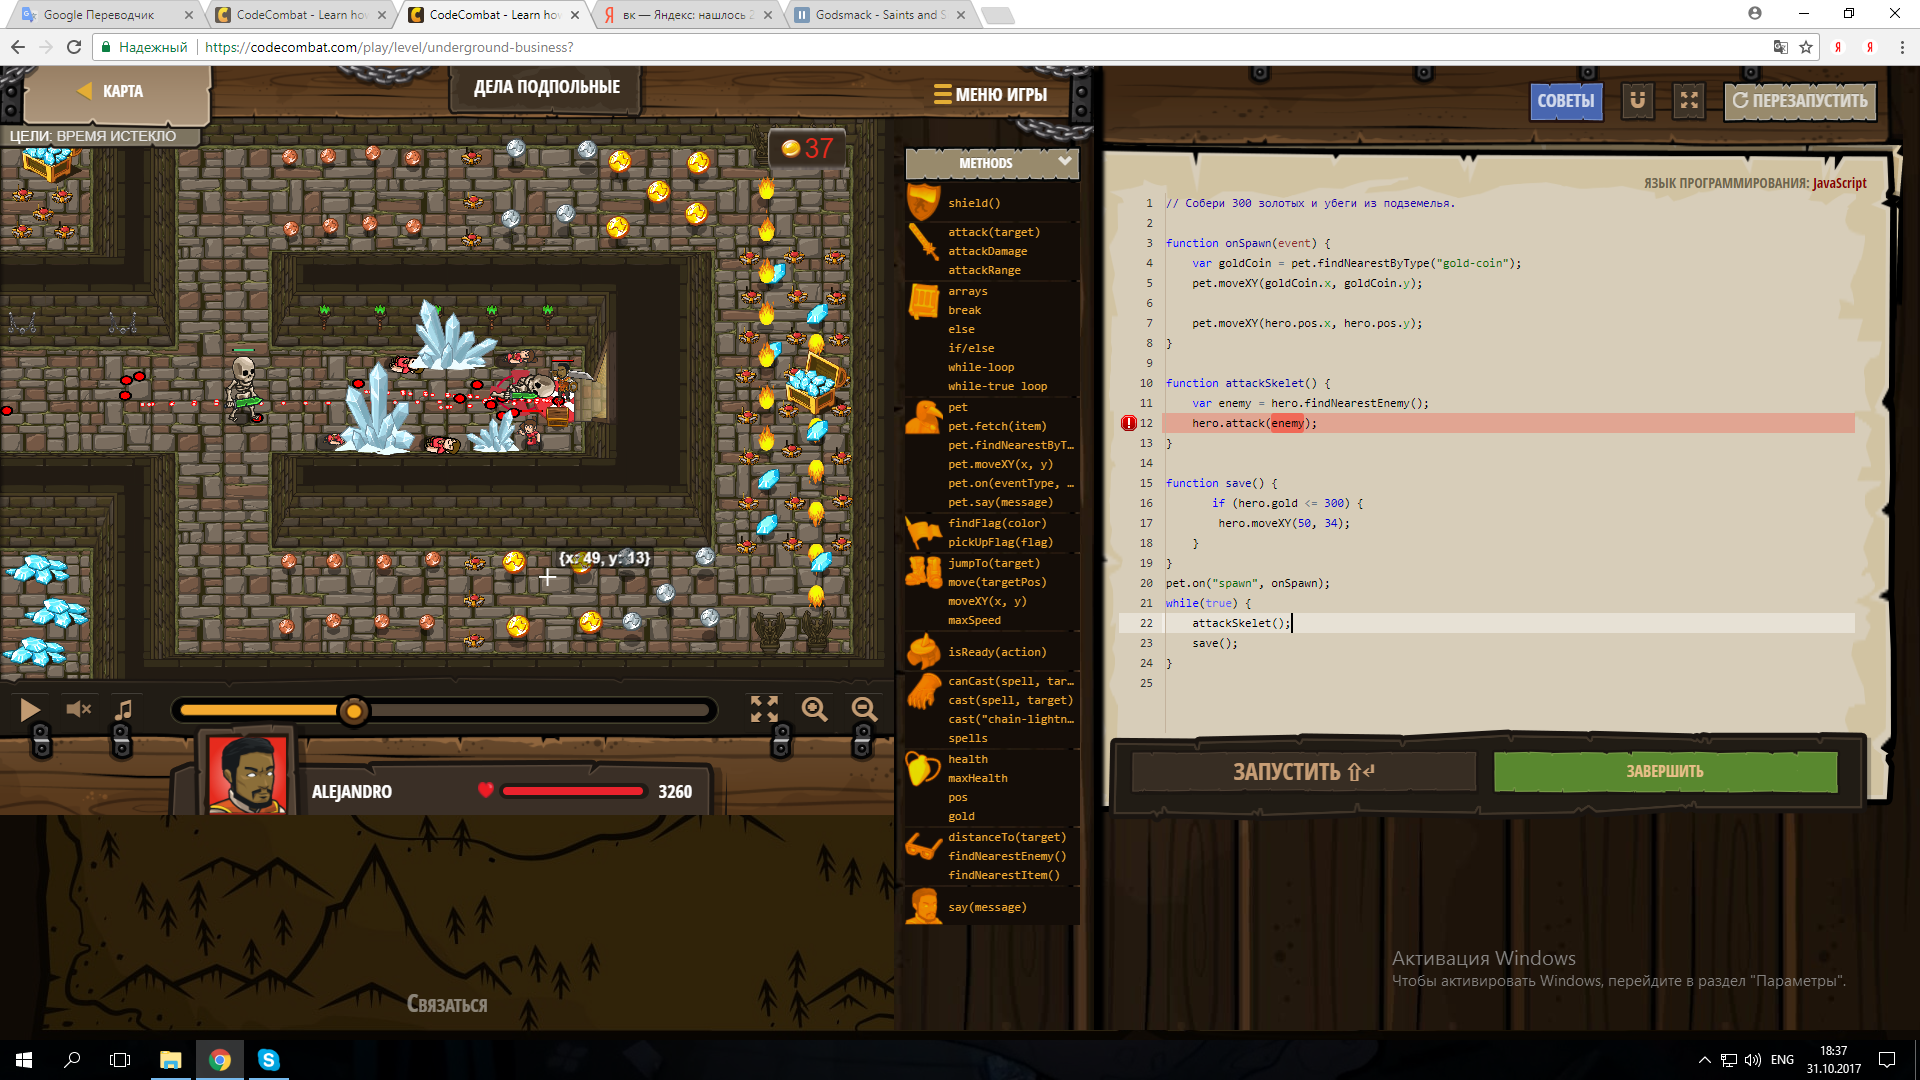 Google Переводчик
CodeCombat - Learn how
CodeCombat - Learn how
вк — Яндекс: нашлось 2
Godsmack - Saints and S
Надежный
https://codecombat.com/play/level/underground-business?
КАРТА
ДЕЛА ПОДПОЛЬНЫЕ
МЕНЮ ИГРЫ
ЦЕЛИ: ВРЕМЯ ИСТЕКЛО
37
{x: 49, y: 13}
ALEJANDRO
3260
Связаться
METHODS
shield()
attack(target)
attackDamage
attackRange
arrays
break
else
if/else
while-loop
while-true loop
pet
pet.fetch(item)
pet.findNearestByT…
pet.moveXY(x, y)
pet.on(eventType, …
pet.say(message)
findFlag(color)
pickUpFlag(flag)
jumpTo(target)
move(targetPos)
moveXY(x, y)
maxSpeed
isReady(action)
canCast(spell, tar…
cast(spell, target)
cast("chain-lightn…
spells
health
maxHealth
pos
gold
distanceTo(target)
findNearestEnemy()
findNearestItem()
say(message)
СОВЕТЫ
ПЕРЕЗАПУСТИТЬ
ЯЗЫК ПРОГРАММИРОВАНИЯ: JavaScript
1 // Собери 300 золотых и убеги из подземелья.
2
3 function onSpawn(event) {
4 var goldCoin = pet.findNearestByType("gold-coin");
5 pet.moveXY(goldCoin.x, goldCoin.y);
6
7 pet.moveXY(hero.pos.x, hero.pos.y);
8 }
9
10 function attackSkelet() {
11 var enemy = hero.findNearestEnemy();
12 hero.attack(enemy);
13 }
14
15 function save() {
16 if (hero.gold <= 300) {
17 hero.moveXY(50, 34);
18 }
19 }
20 pet.on("spawn", onSpawn);
21 while(true) {
22 attackSkelet();
23 save();
24 }
25
ЗАПУСТИТЬ ⇧↵
ЗАВЕРШИТЬ
Активация Windows
Чтобы активировать Windows, перейдите в раздел "Параметры".
ENG
18:37
31.10.2017